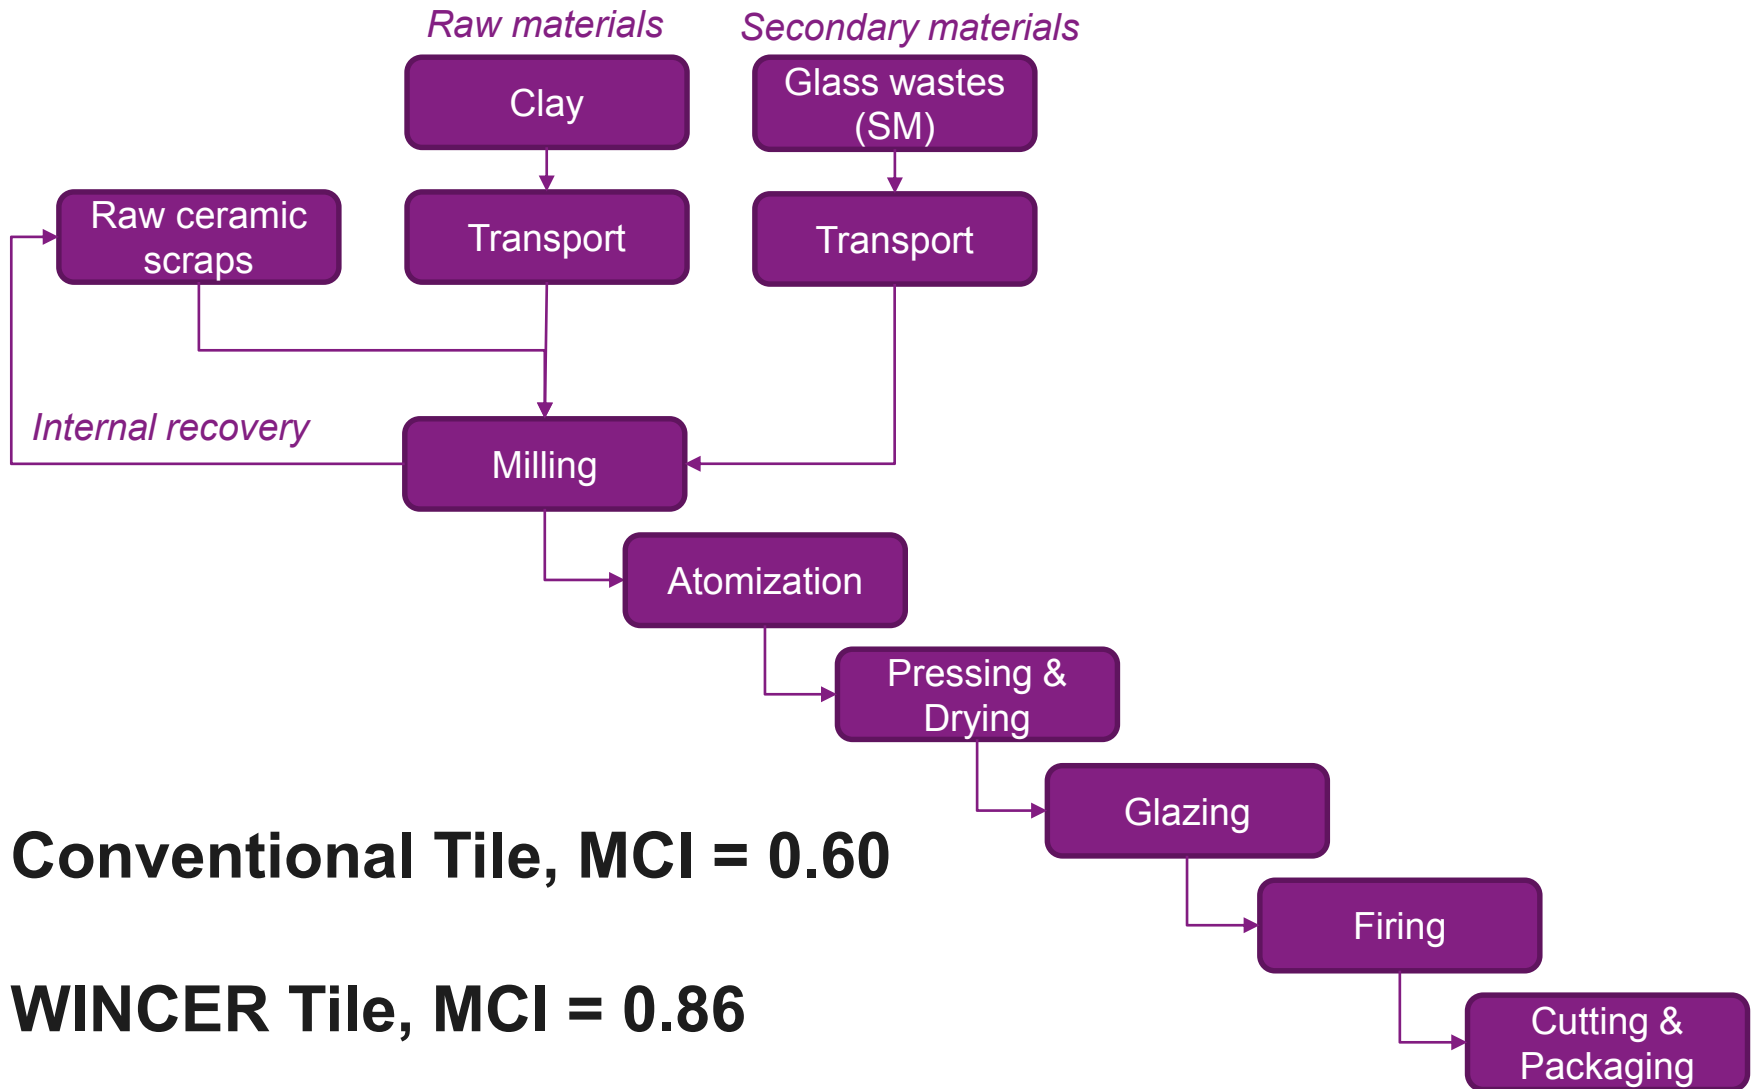 Raw materials
Secondary materials
Clay
Glass wastes
(SM)
Raw ceramic
scraps
Transport
Transport
Internal recovery
Milling
Atomization
Pressing &
Drying
Glazing
Conventional Tile, MCI = 0.60
Firing
WINCER Tile, MCI = 0.86
Cutting &
Packaging